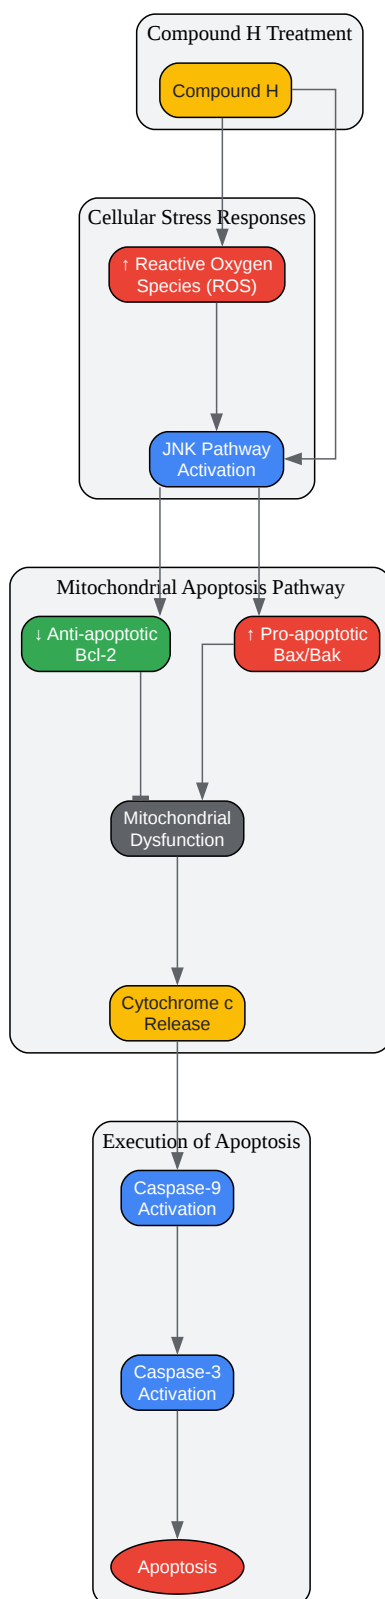 Compound H Treatment
Compound H
Cellular Stress Responses
↑ Reactive Oxygen
Species (ROS)
JNK Pathway
Activation
Mitochondrial Apoptosis Pathway
↓ Anti-apoptotic
Bcl-2
↑ Pro-apoptotic
Bax/Bak
Mitochondrial
Dysfunction
Cytochrome c
Release
Execution of Apoptosis
Caspase-9
Activation
Caspase-3
Activation
Apoptosis